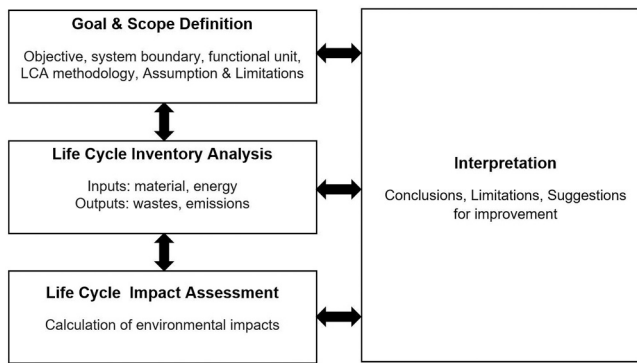 Goal & Scope Definition
Objective, system boundary, functional unit,
LCA methodology, Assumption & Limitations
Life Cycle Inventory Analysis
Inputs: material, energy
Outputs: wastes, emissions
Life Cycle Impact Assessment
Calculation of environmental impacts
Interpretation
Conclusions, Limitations, Suggestions
for improvement